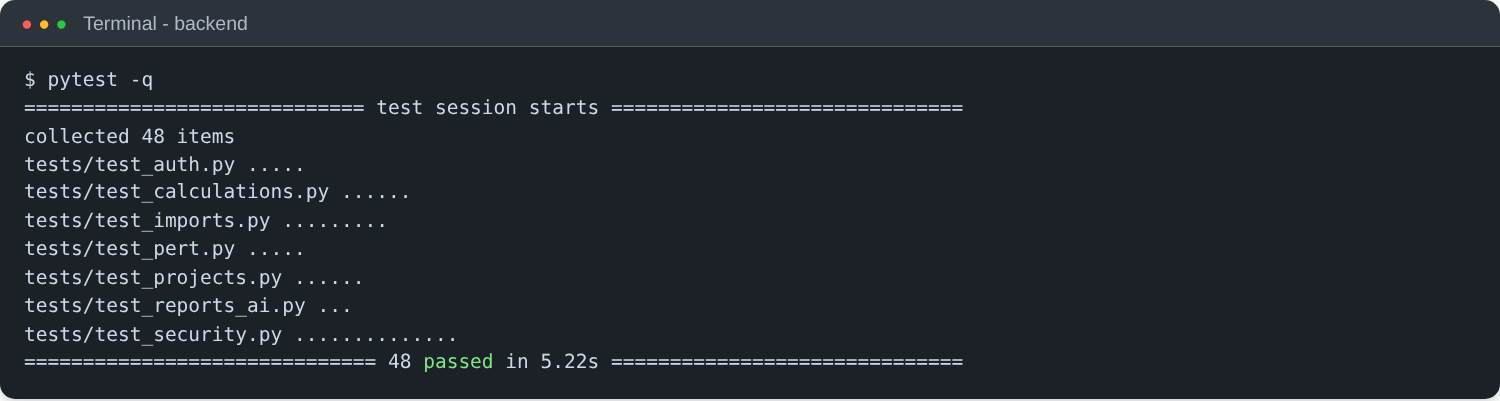 Terminal - backend
$ pytest -q
============================= test session starts ==============================
collected 48 items
tests/test_auth.py .....
tests/test_calculations.py ......
tests/test_imports.py .........
tests/test_pert.py .....
tests/test_projects.py ......
tests/test_reports_ai.py ...
tests/test_security.py ..............
============================== 48 passed in 5.22s ==============================